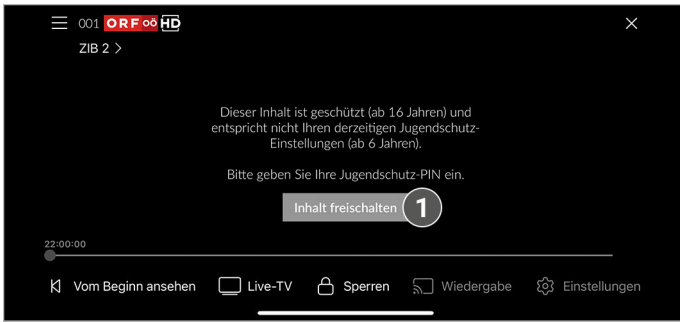 001 ORF oö HD
ZIB 2 >
Dieser Inhalt ist geschützt (ab 16 Jahren) und
entspricht nicht Ihren derzeitigen Jugendschutz-
Einstellungen (ab 6 Jahren).
Bitte geben Sie Ihre Jugendschutz-PIN ein.
Inhalt freischalten 1
22:00:00
Vom Beginn ansehen Live-TV Sperren Wiedergabe Einstellungen